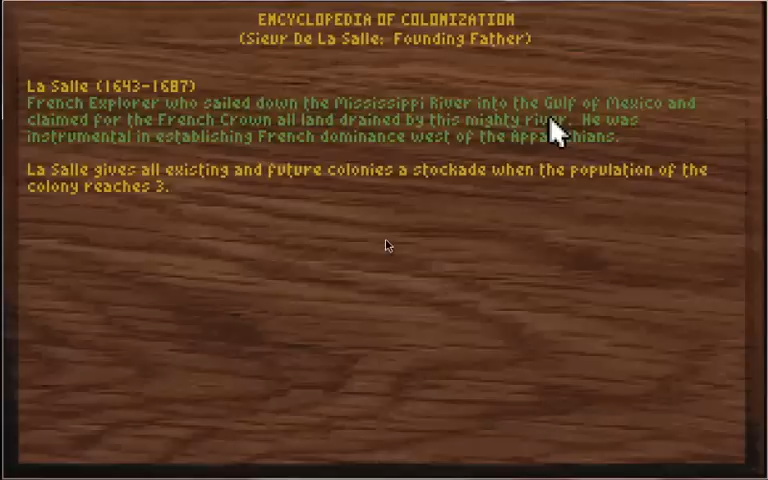 ENCYCLOPEDIA OF COLONIZATION
(Sieur De La Salle: Founding Father)
La Salle (1643-1687)
French Explorer who sailed down the Mississippi River into the Gulf of Mexico and
claimed for the French Crown all land drained by this mighty river. He was
instrumental in establishing French dominance west of the Appalachians.
La Salle gives all existing and future colonies a stockade when the population of the
colony reaches 3.